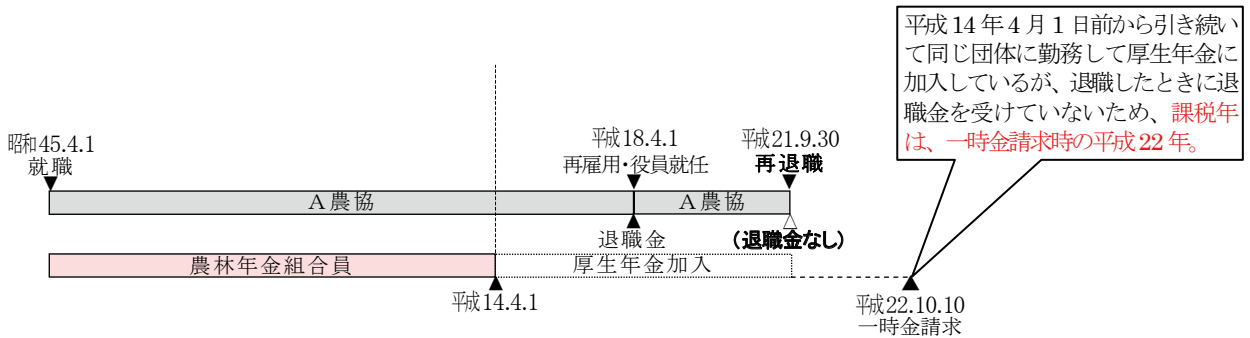 平成14年4月1日前から引き続い
て同じ団体に勤務して厚生年金に
加入しているが、退職したときに退
職金を受けていないため、課税年
は、一時金請求時の平成22年。
昭和45.4.1
就職
平成18.4.1
再雇用・役員就任
平成21.9.30
再退職
A農協
A農協
退職金
(退職金なし)
農林年金組合員
厚生年金加入
平成14.4.1
平成22.10.10
一時金請求